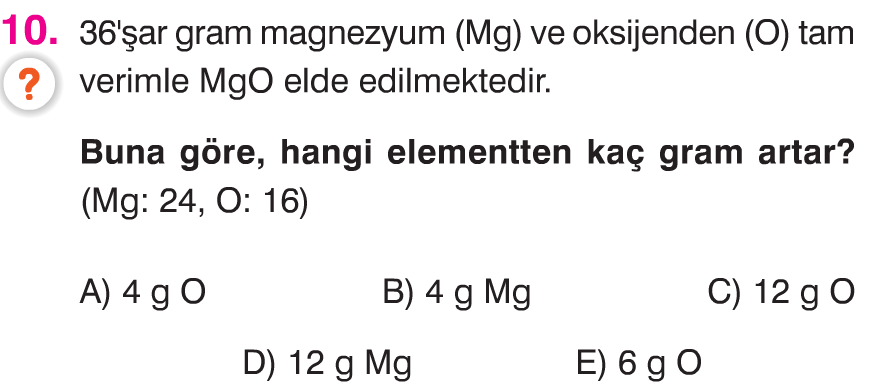 10. 36'şar gram magnezyum (Mg) ve oksijenden (O) tam
? verimle MgO elde edilmektedir.
Buna göre, hangi elementten kaç gram artar?
(Mg: 24, O: 16)
A) 4 g O B) 4 g Mg C) 12 g O
D) 12 g Mg E) 6 g O